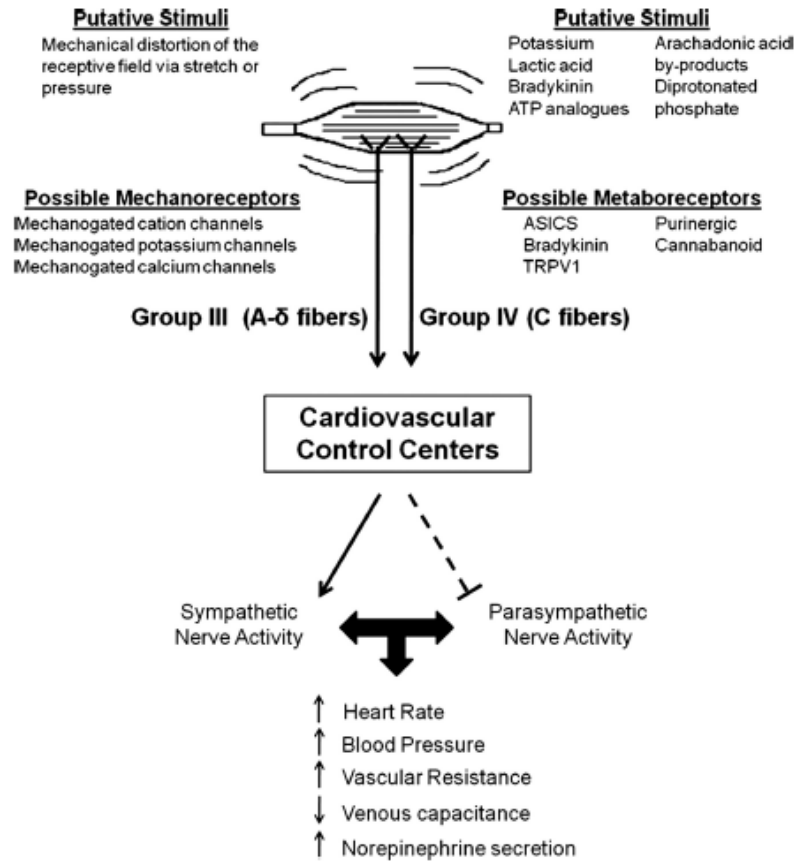 Putative Stimuli
Mechanical distortion of the
receptive field via stretch or
pressure
Putative Stimuli
Potassium
Lactic acid
Bradykinin
ATP analogues
Arachadonic acid
by-products
Diprotonated
phosphate
Possible Mechanoreceptors
Mechanogated cation channels
Mechanogated potassium channels
Mechanogated calcium channels
Possible Metaboreceptors
ASICS
Bradykinin
TRPV1
Purinergic
Cannabanoid
Group III (A-δ fibers)
Group IV (C fibers)
Cardiovascular
Control Centers
Sympathetic
Nerve Activity
Parasympathetic
Nerve Activity
↑ Heart Rate
↑ Blood Pressure
↑ Vascular Resistance
↓ Venous capacitance
↑ Norepinephrine secretion